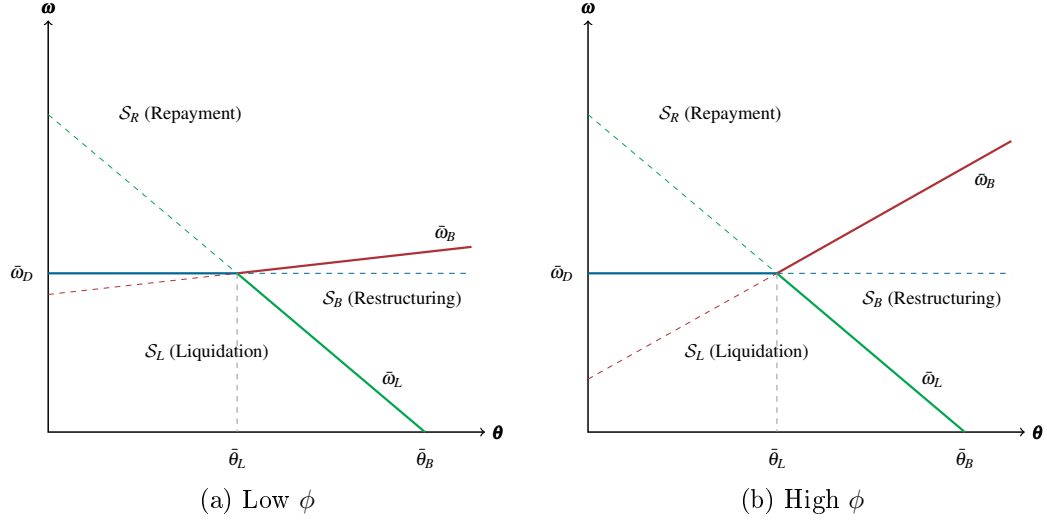 ω
𝒮_R (Repayment)
ω̄_B
ω̄_D
𝒮_B (Restructuring)
𝒮_L (Liquidation)
ω̄_L
θ
θ̄_L
θ̄_B
(a) Low ϕ
ω
𝒮_R (Repayment)
ω̄_B
ω̄_D
𝒮_B (Restructuring)
𝒮_L (Liquidation)
ω̄_L
θ
θ̄_L
θ̄_B
(b) High ϕ